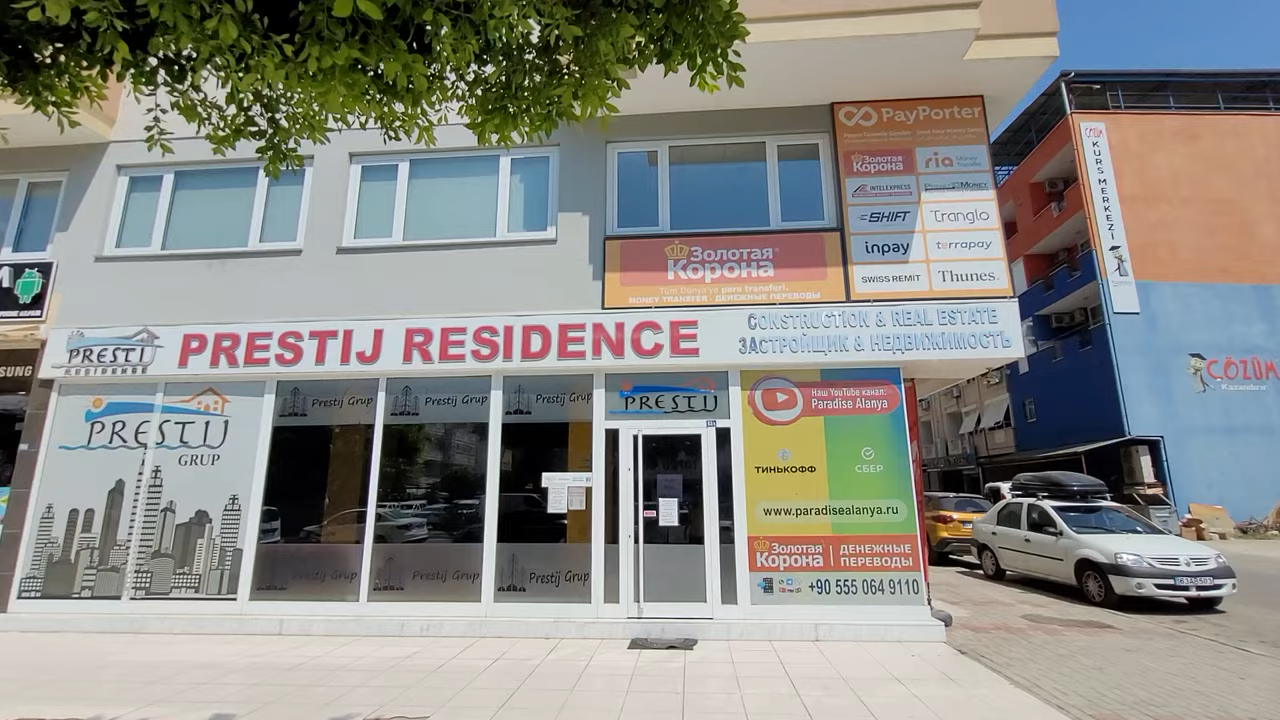 PayPorter
Золотая
Корона
ria Money
Transfer
INTELEXPRESS
SHIFT
Tranglo
inpay
terrapay
SWISS REMIT
Thunes.
Золотая
Корона
Tüm Dünya'ya para transferi.
MONEY TRANSFER - ДЕНЕЖНЫЕ ПЕРЕВОДЫ
ÇÖZÜM
KURS MERKEZİ
ÇÖZÜM
Kazandırır
SUNG
PRESTİJ
RESIDENCE
PRESTIJ RESIDENCE
CONSTRUCTION & REAL ESTATE
ЗАСТРОЙЩИК & НЕДВИЖИМОСТЬ
PRESTIJ
GRUP
Prestij Grup
Prestij Grup
Prestij Grup
PRESTIJ
Наш YouTube канал:
Paradise Alanya
ТИНЬКОФФ
СБЕР
www.paradisealanya.ru
Золотая
Корона
ДЕНЕЖНЫЕ
ПЕРЕВОДЫ
+90 555 064 9110
Prestij Grup
Prestij Grup
Prestij Grup